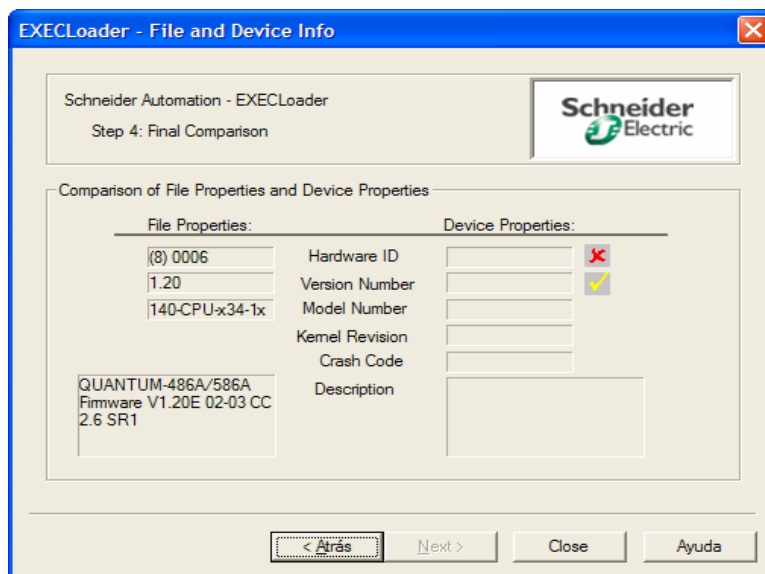 EXECLoader - File and Device Info
Schneider Automation - EXECLoader
Step 4: Final Comparison
Schneider
Electric
Comparison of File Properties and Device Properties
File Properties:
Device Properties:
(8) 0006
Hardware ID
1.20
Version Number
140-CPU-x34-1x
Model Number
Kernel Revision
Crash Code
QUANTUM-486A/586A
Firmware V1.20E 02-03 CC
2.6 SR1
Description
< Atrás
Next >
Close
Ayuda